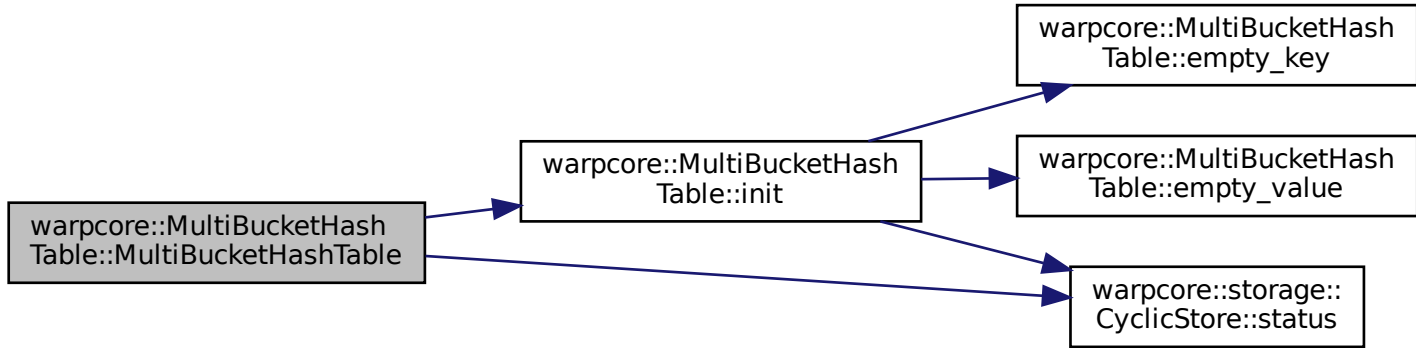 warpcore::MultiBucketHash
Table::MultiBucketHashTable
warpcore::MultiBucketHash
Table::init
warpcore::MultiBucketHash
Table::empty_key
warpcore::MultiBucketHash
Table::empty_value
warpcore::storage::
CyclicStore::status